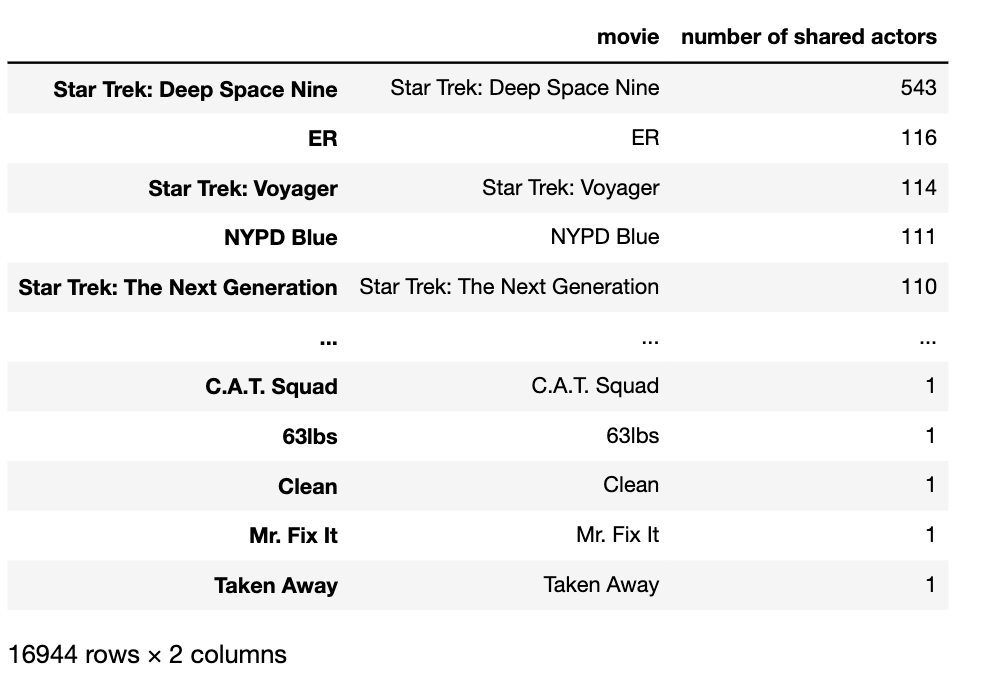 movie number of shared actors
Star Trek: Deep Space Nine Star Trek: Deep Space Nine 543
ER ER 116
Star Trek: Voyager Star Trek: Voyager 114
NYPD Blue NYPD Blue 111
Star Trek: The Next Generation Star Trek: The Next Generation 110
... ... ...
C.A.T. Squad C.A.T. Squad 1
63lbs 63lbs 1
Clean Clean 1
Mr. Fix It Mr. Fix It 1
Taken Away Taken Away 1
16944 rows × 2 columns